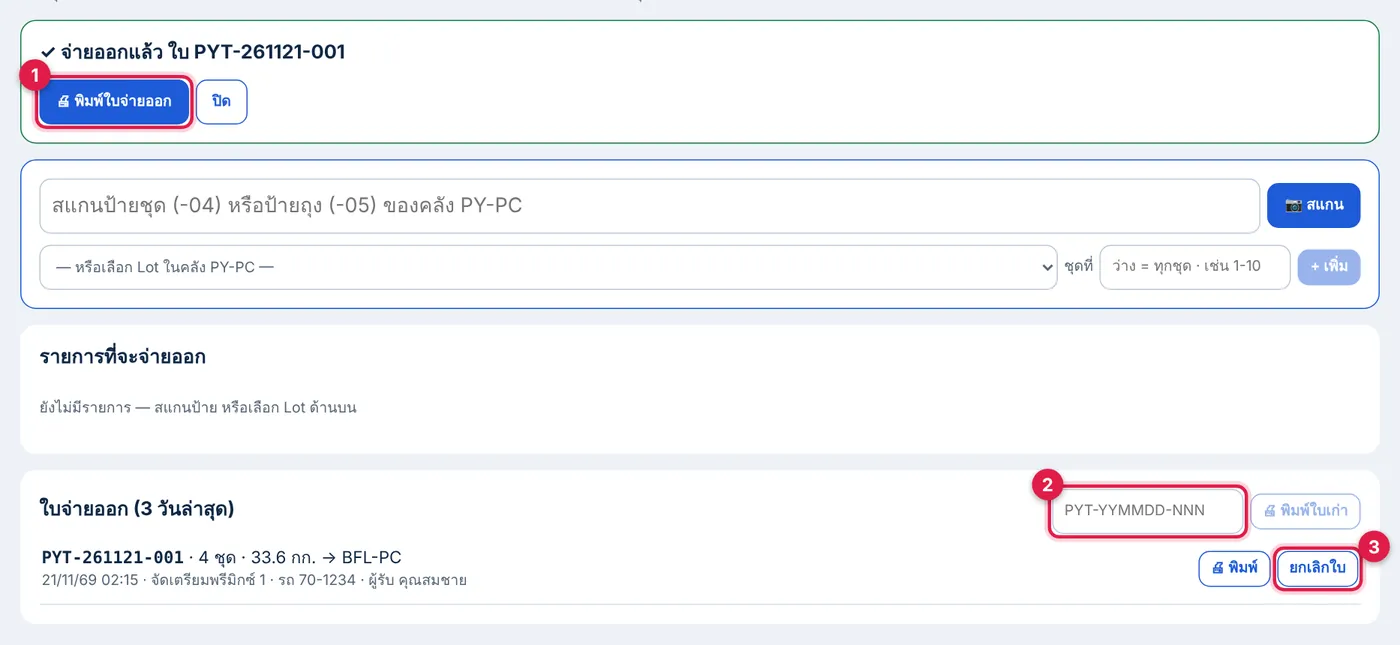 ✓ จ่ายออกแล้ว ใบ PYT-261121-001
1
🖨 พิมพ์ใบจ่ายออก
ปิด
สแกนป้ายชุด (-04) หรือป้ายถุง (-05) ของคลัง PY-PC
📷 สแกน
— หรือเลือก Lot ในคลัง PY-PC —
ชุดที่
ว่าง = ทุกชุด · เช่น 1-10
+ เพิ่ม
รายการที่จะจ่ายออก
ยังไม่มีรายการ — สแกนป้าย หรือเลือก Lot ด้านบน
ใบจ่ายออก (3 วันล่าสุด)
2
PYT-YYMMDD-NNN
🖨 พิมพ์ใบเก่า
PYT-261121-001 · 4 ชุด · 33.6 กก. → BFL-PC
21/11/69 02:15 · จัดเตรียมพรีมิกซ์ 1 · รถ 70-1234 · ผู้รับ คุณสมชาย
🖨 พิมพ์
3
ยกเลิกใบ